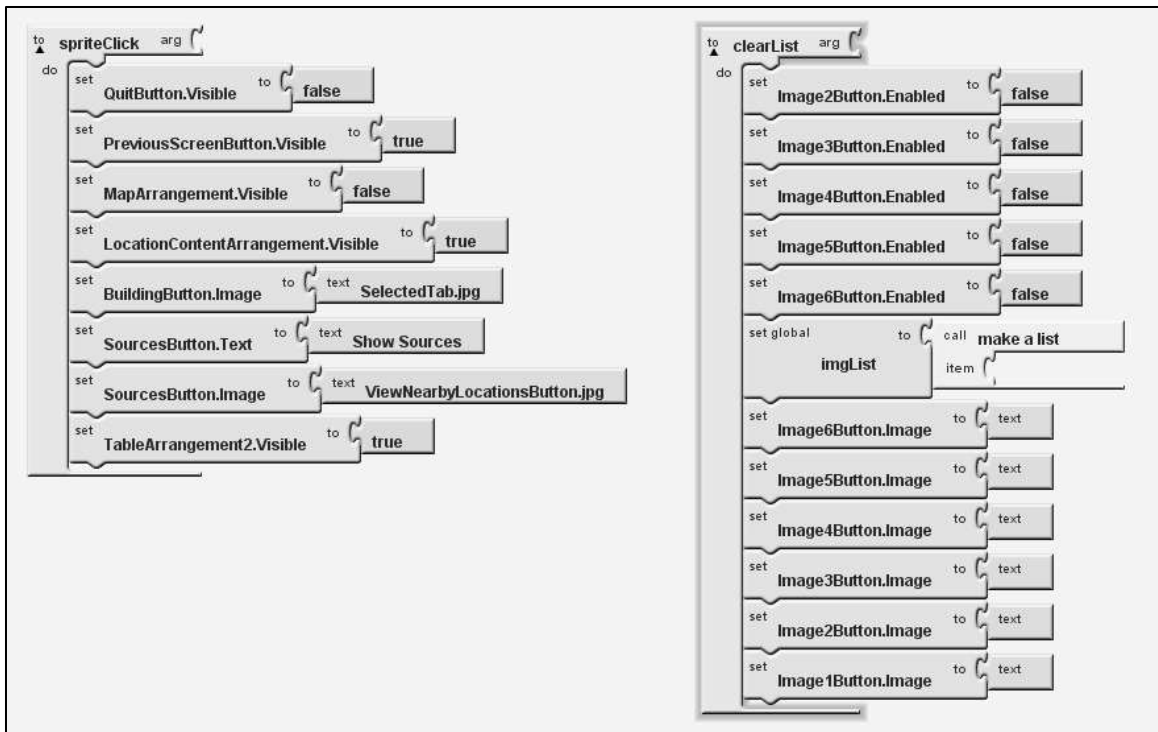 to spriteClick arg
do
set QuitButton.Visible to false
set PreviousScreenButton.Visible to true
set MapArrangement.Visible to false
set LocationContentArrangement.Visible to true
set BuildingButton.Image to text SelectedTab.jpg
set SourcesButton.Text to text Show Sources
set SourcesButton.Image to text ViewNearbyLocationsButton.jpg
set TableArrangement2.Visible to true
to clearList arg
do
set Image2Button.Enabled to false
set Image3Button.Enabled to false
set Image4Button.Enabled to false
set Image5Button.Enabled to false
set Image6Button.Enabled to false
set global imgList to call make a list
item
set Image6Button.Image to text
set Image5Button.Image to text
set Image4Button.Image to text
set Image3Button.Image to text
set Image2Button.Image to text
set Image1Button.Image to text